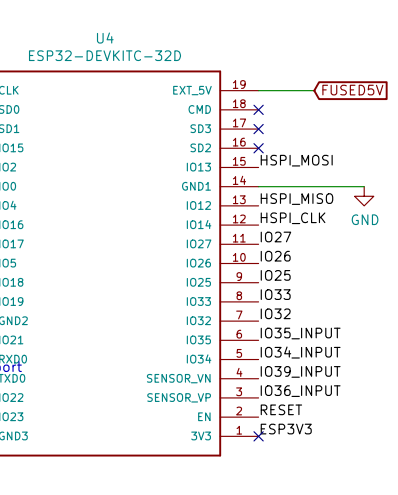 U4
ESP32-DEVKITC-32D
CLK EXT_5V 19 FUSED5V
SD0 CMD 18
SD1 SD3 17
IO15 SD2 16
IO2 IO13 15 HSPI_MOSI
IO0 GND1 14
IO4 IO12 13 HSPI_MISO
IO16 IO14 12 HSPI_CLK
GND
IO17 IO27 11 IO27
IO5 IO26 10 IO26
IO18 IO25 9 IO25
IO19 IO33 8 IO33
GND2 IO32 7 IO32
IO21 IO35 6 IO35_INPUT
RXD0 IO34 5 IO34_INPUT
port
TXD0 SENSOR_VN 4 IO39_INPUT
IO22 SENSOR_VP 3 IO36_INPUT
IO23 EN 2 RESET
GND3 3V3 1 ESP3V3